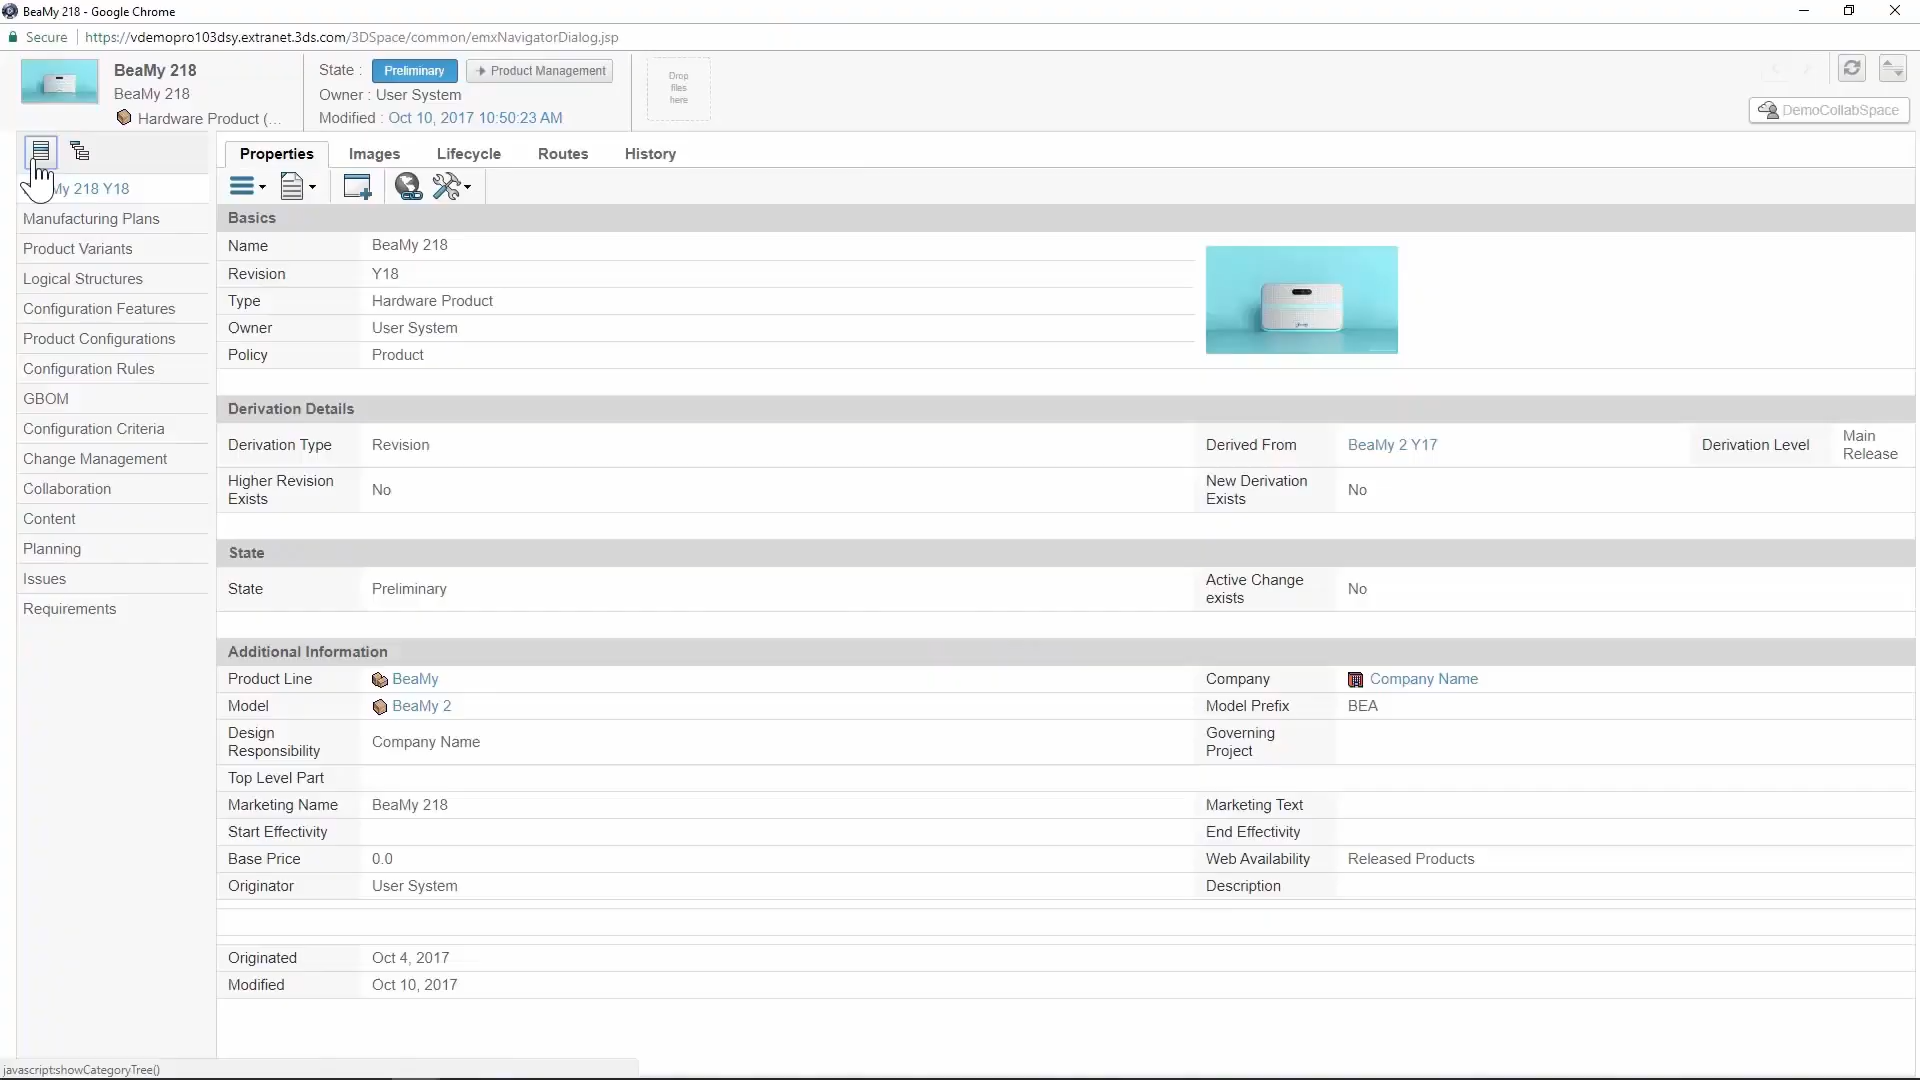 BeaMy 218 - Google Chrome
Secure https://vdemopro103dsy.extranet.3ds.com/3DSpace/common/emxNavigatorDialog.jsp
BeaMy 218
BeaMy 218
Hardware Product (...
State : Preliminary Product Management
Owner : User System
Modified : Oct 10, 2017 10:50:23 AM
Drop
files
here
DemoCollabSpace
My 218 Y18
Manufacturing Plans
Product Variants
Logical Structures
Configuration Features
Product Configurations
Configuration Rules
GBOM
Configuration Criteria
Change Management
Collaboration
Content
Planning
Issues
Requirements
Properties Images Lifecycle Routes History
Basics
Name BeaMy 218
Revision Y18
Type Hardware Product
Owner User System
Policy Product
Derivation Details
Derivation Type Revision Derived From BeaMy 2 Y17 Derivation Level Main
Release
Higher Revision
Exists No New Derivation
Exists No
State
State Preliminary Active Change
exists No
Additional Information
Product Line BeaMy Company Company Name
Model BeaMy 2 Model Prefix BEA
Design
Responsibility Company Name Governing
Project
Top Level Part
Marketing Name BeaMy 218 Marketing Text
Start Effectivity End Effectivity
Base Price 0.0 Web Availability Released Products
Originator User System Description
Originated Oct 4, 2017
Modified Oct 10, 2017
javascript:showCategoryTree()